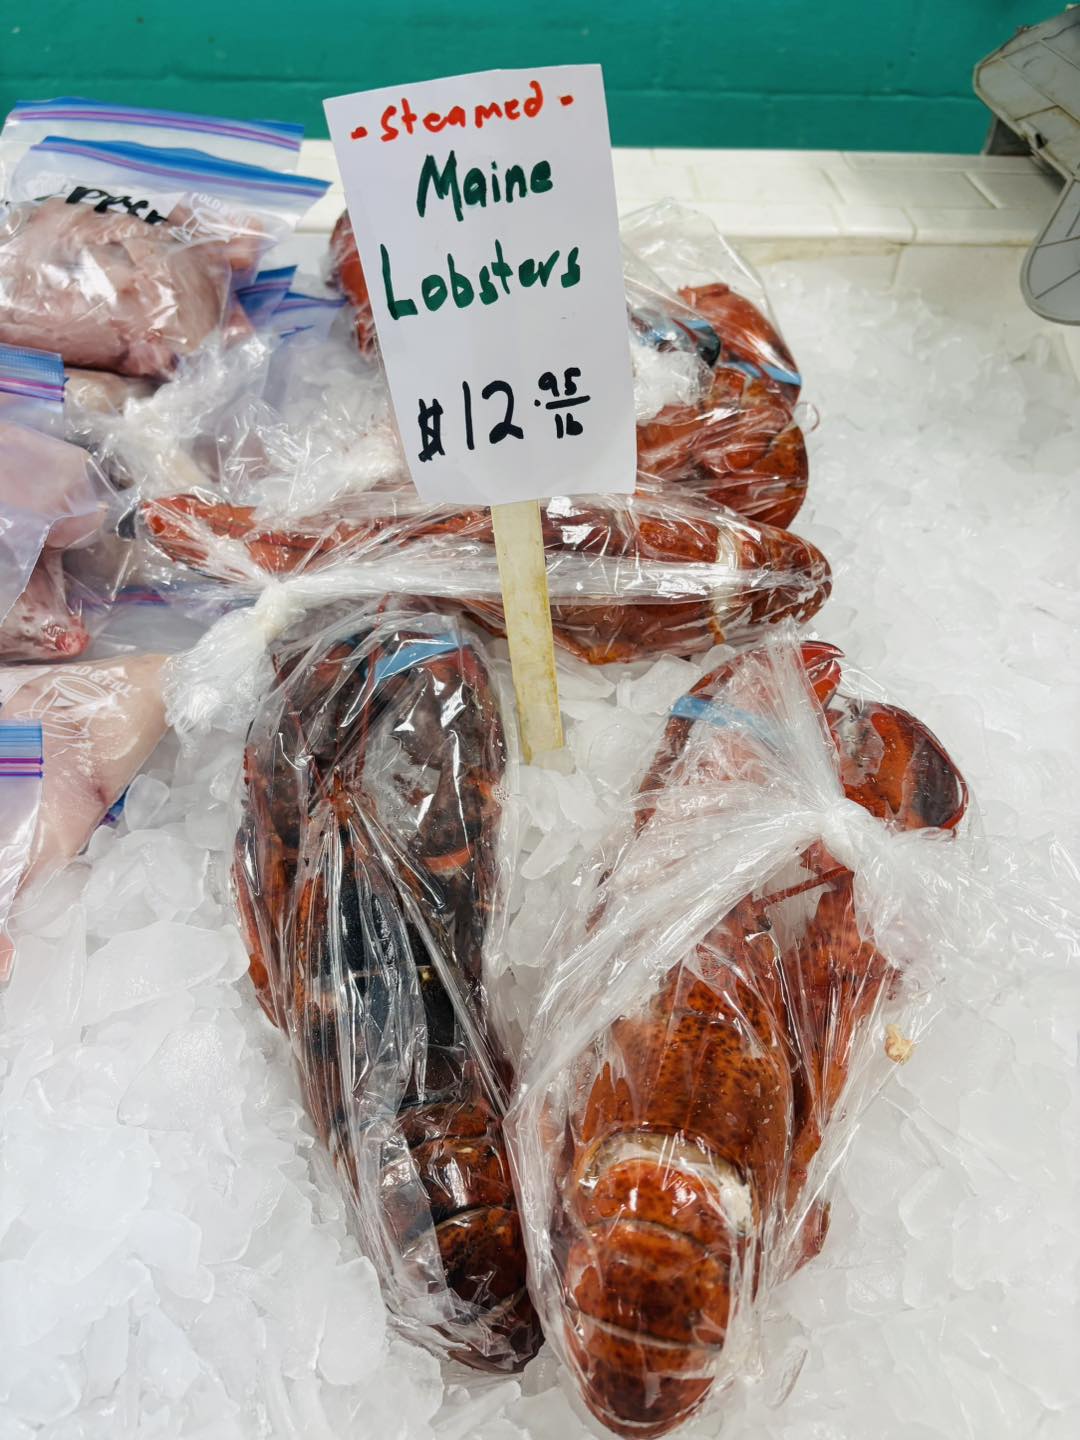 - Steamed -
Maine
Lobsters
$12.95/lb